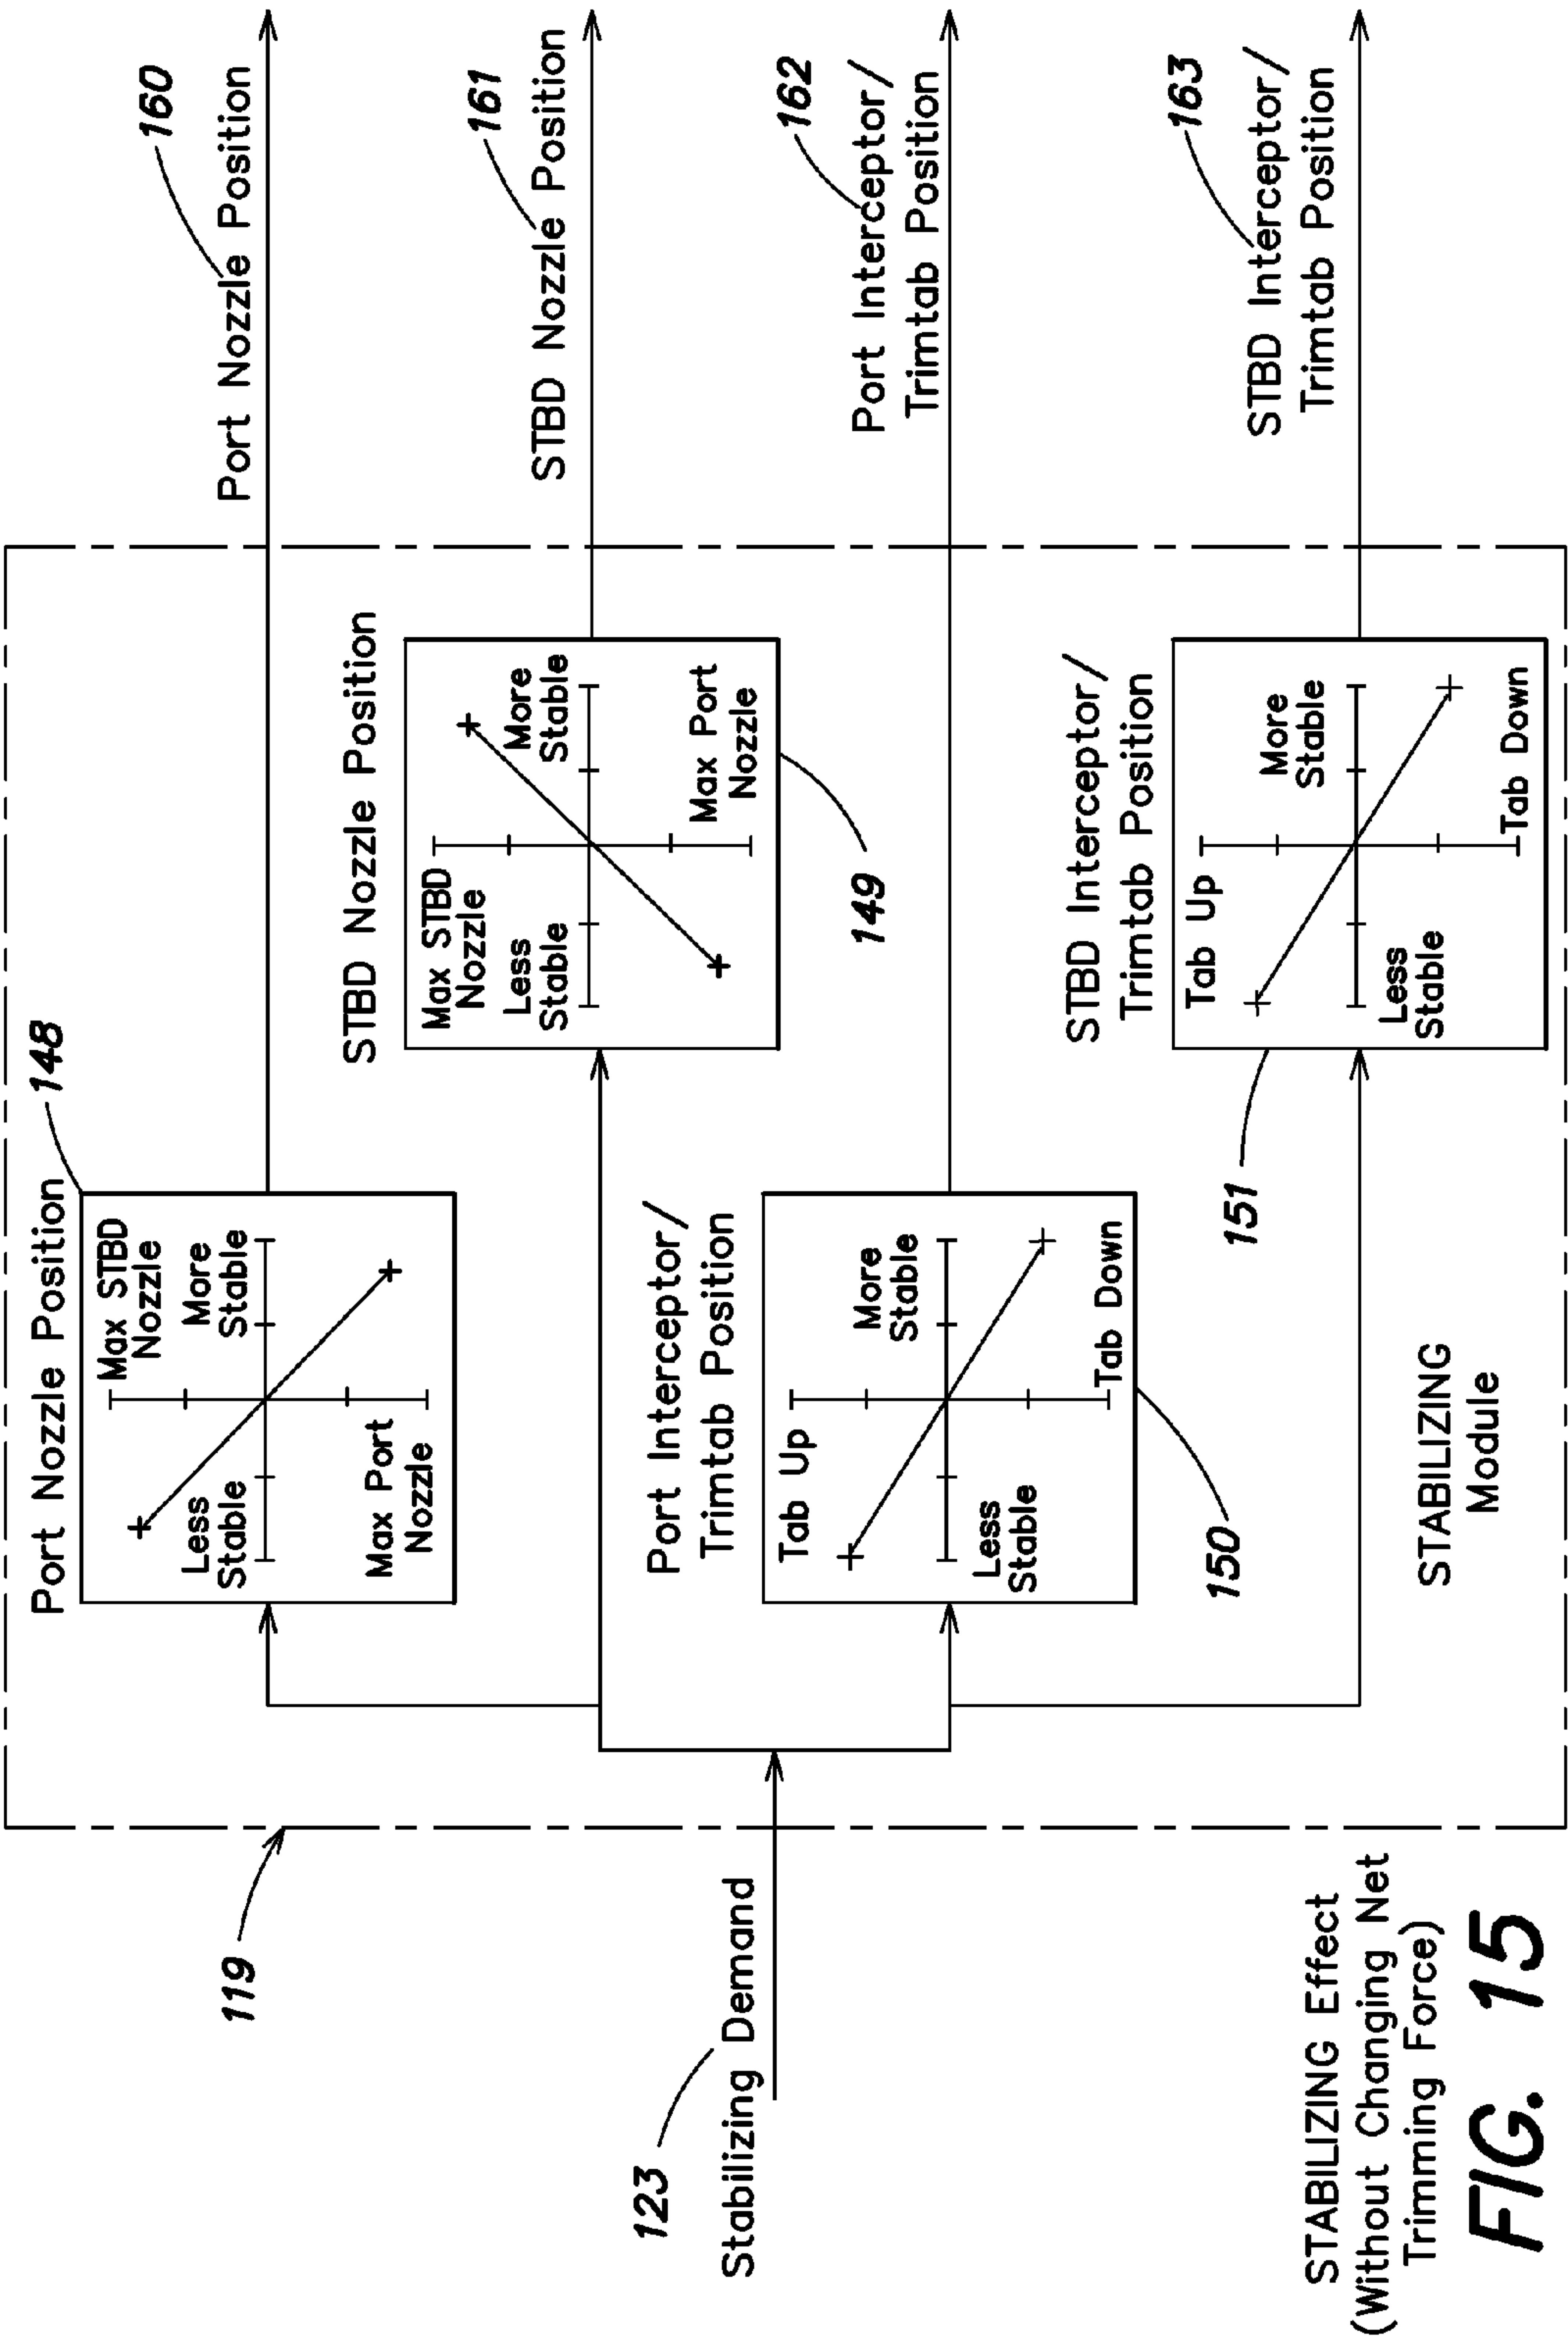 119
148
Port Nozzle Position
Max STBD
Nozzle
Less
Stable
More
Stable
Max Port
Nozzle
160
Port Nozzle Position
STBD Nozzle Position
Max STBD
Nozzle
Less
Stable
More
Stable
Max Port
Nozzle
149
161
STBD Nozzle Position
123
Stabilizing Demand
Port Interceptor/
Trimtab Position
Tab Up
More
Stable
Less
Stable
Tab Down
150
162
Port Interceptor/
Trimtab Position
STBD Interceptor/
Trimtab Position
Tab Up
More
Stable
Less
Stable
Tab Down
151
163
STBD Interceptor/
Trimtab Position
STABILIZING
Module
STABILIZING Effect
(Without Changing Net
Trimming Force)
FIG. 15